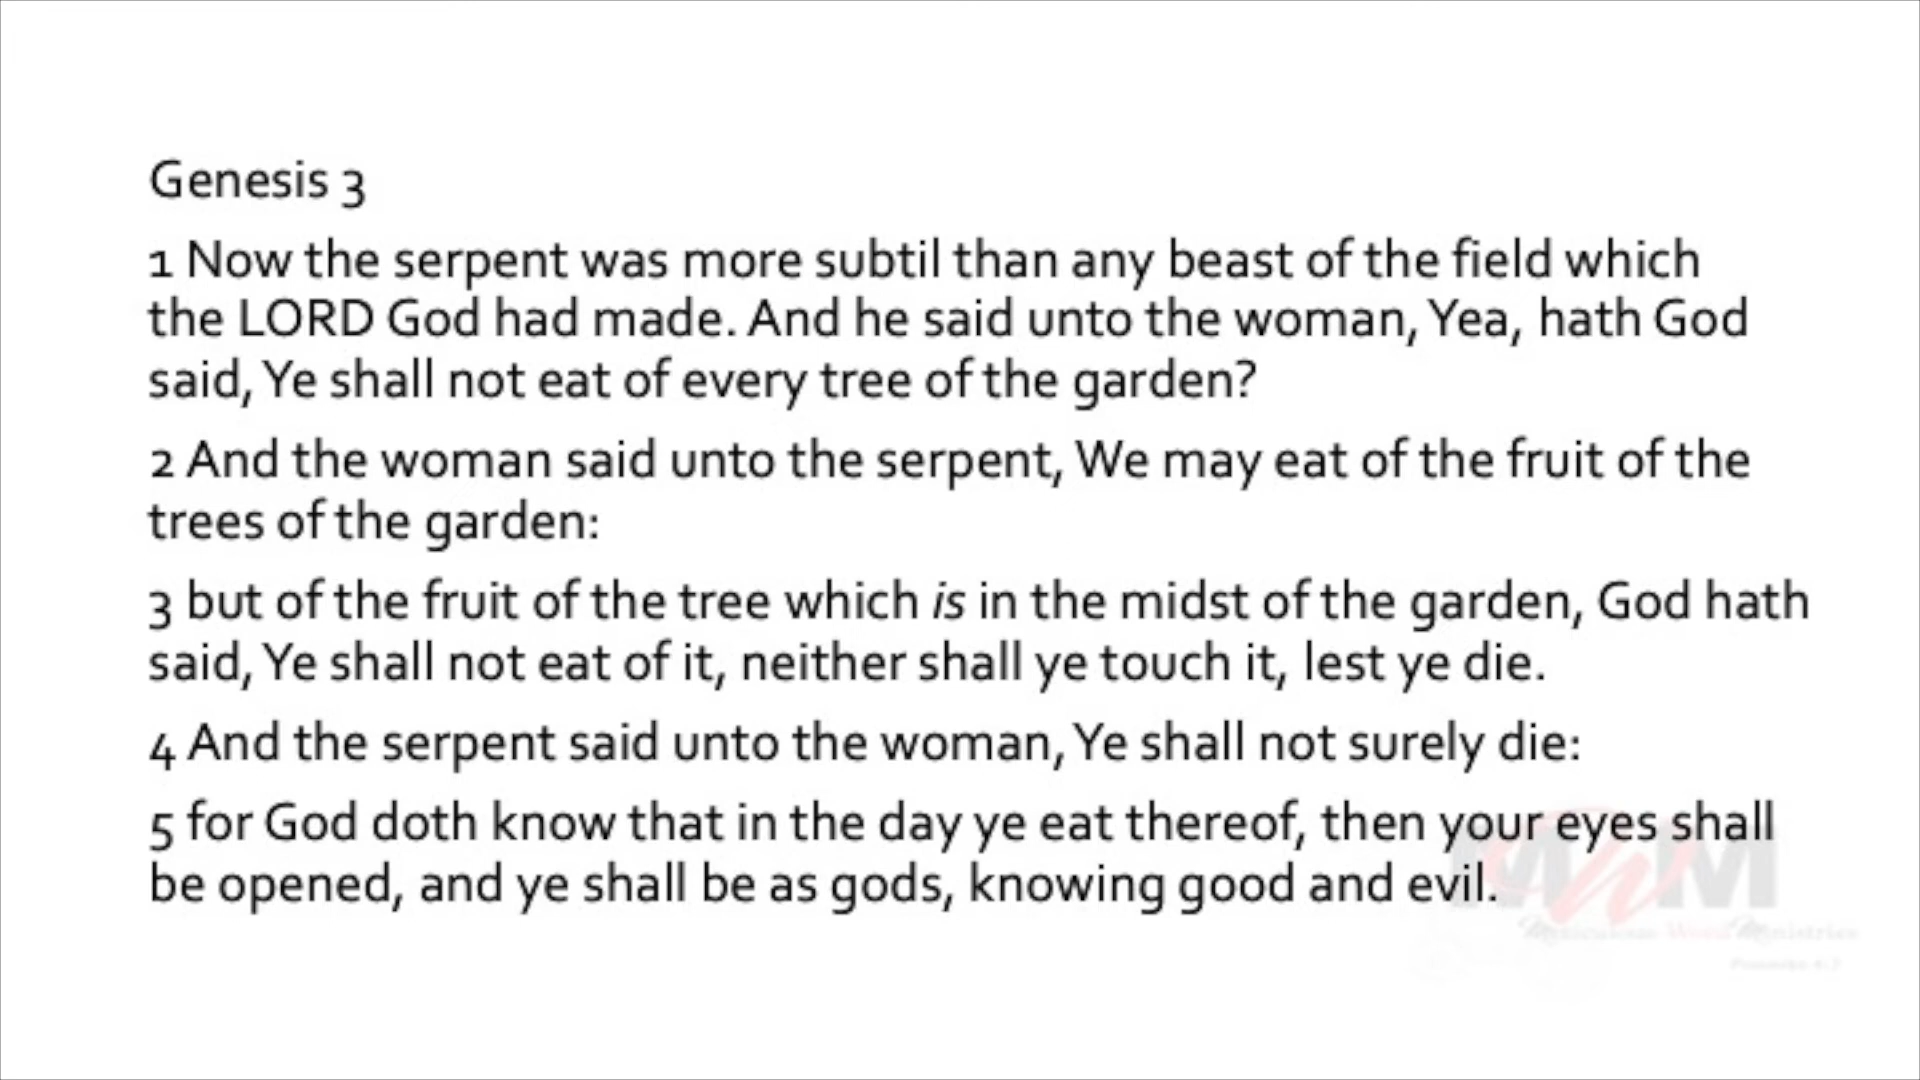 Genesis 3
1 Now the serpent was more subtil than any beast of the field which
the LORD God had made. And he said unto the woman, Yea, hath God
said, Ye shall not eat of every tree of the garden?
2 And the woman said unto the serpent, We may eat of the fruit of the
trees of the garden:
3 but of the fruit of the tree which is in the midst of the garden, God hath
said, Ye shall not eat of it, neither shall ye touch it, lest ye die.
4 And the serpent said unto the woman, Ye shall not surely die:
5 for God doth know that in the day ye eat thereof, then your eyes shall
be opened, and ye shall be as gods, knowing good and evil.
MWM
Word Ministries